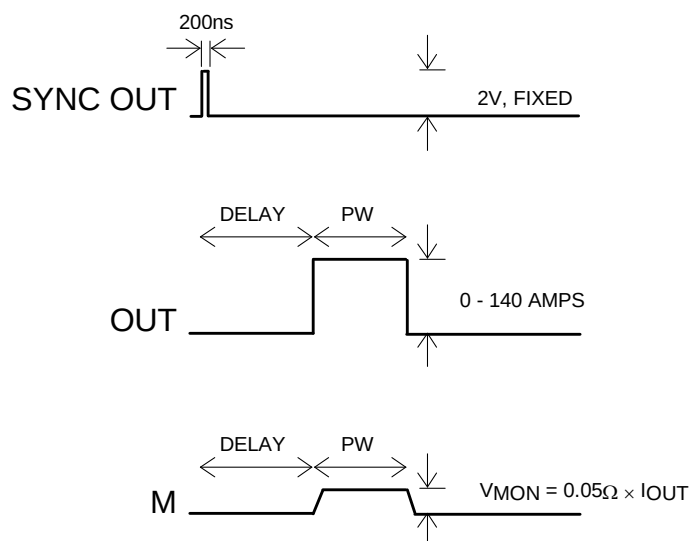 200ns
SYNC OUT
2V, FIXED
DELAY
PW
OUT
0 - 140 AMPS
DELAY
PW
M
VMON = 0.05Ω × IOUT